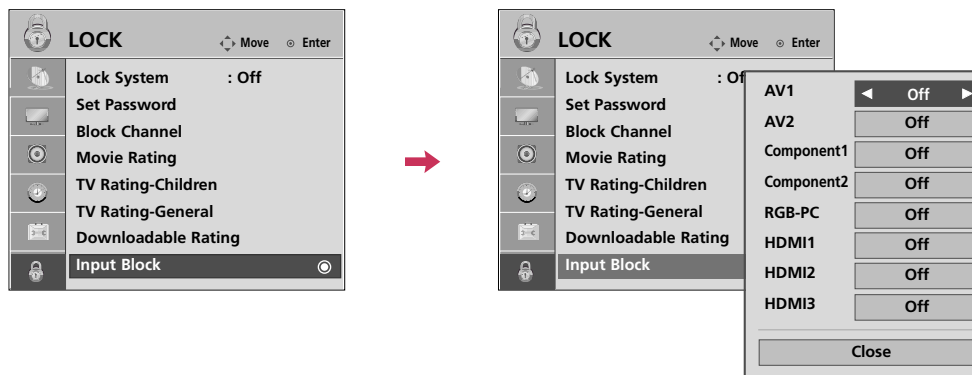 LOCK
Move
Enter
Lock System : Off
Set Password
Block Channel
Movie Rating
TV Rating-Children
TV Rating-General
Downloadable Rating
Input Block
LOCK
Move
Enter
Lock System : Of
Set Password
Block Channel
Movie Rating
TV Rating-Children
TV Rating-General
Downloadable Rating
Input Block
AV1 ◄ Off ►
AV2 Off
Component1 Off
Component2 Off
RGB-PC Off
HDMI1 Off
HDMI2 Off
HDMI3 Off
Close